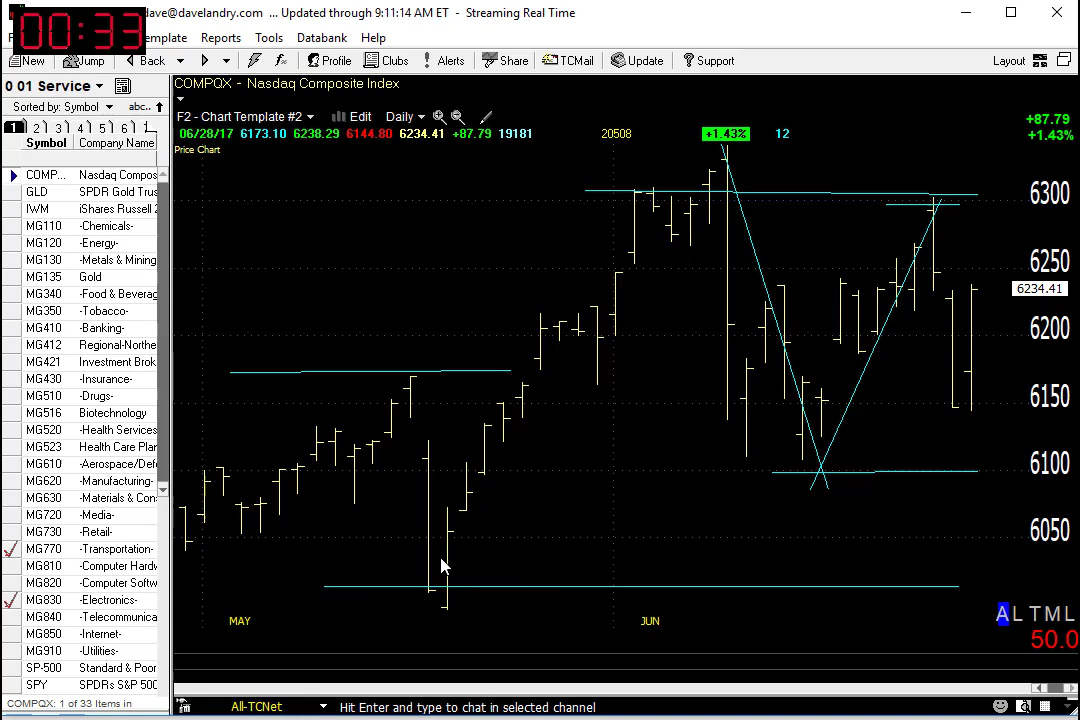 dave@davelandry.com ... Updated through 9:11:14 AM ET - Streaming Real Time
00:33
Template Reports Tools Databank Help
New Jump Back Profile Clubs Alerts Share TCMail Update Support Layout
0 01 Service
COMPQX - Nasdaq Composite Index
Sorted by: Symbol abc..
F2 - Chart Template #2 Edit Daily
1 2 3 4 5 6
06/28/17 6173.10 6238.29 6144.80 6234.41 +87.79 19181 20508 +1.43% 12
+87.79
+1.43%
Symbol Company Name
Price Chart
COMP... Nasdaq Compos
GLD SPDR Gold Trus
IWM iShares Russell 2
MG110 -Chemicals-
MG120 -Energy-
MG130 -Metals & Mining
MG135 Gold
MG340 -Food & Beverag
MG350 -Tobacco-
MG410 -Banking-
MG412 Regional-Northe
MG421 Investment Brok
MG430 -Insurance-
MG510 -Drugs-
MG516 Biotechnology
MG520 -Health Services
MG523 Health Care Plan
MG610 -Aerospace/Defe
MG620 -Manufacturing-
MG630 -Materials & Con
MG720 -Media-
MG730 -Retail-
MG770 -Transportation-
MG810 -Computer Hardw
MG820 -Computer Softw
MG830 -Electronics-
MG840 -Telecommunica
MG850 -Internet-
MG910 -Utilities-
SP-500 Standard & Poor
SPY SPDRs S&P 500
6300
6250
6234.41
6200
6150
6100
6050
MAY JUN
A L T M L
50.0
COMPQX: 1 of 33 Items in
All-TCNet Hit Enter and type to chat in selected channel